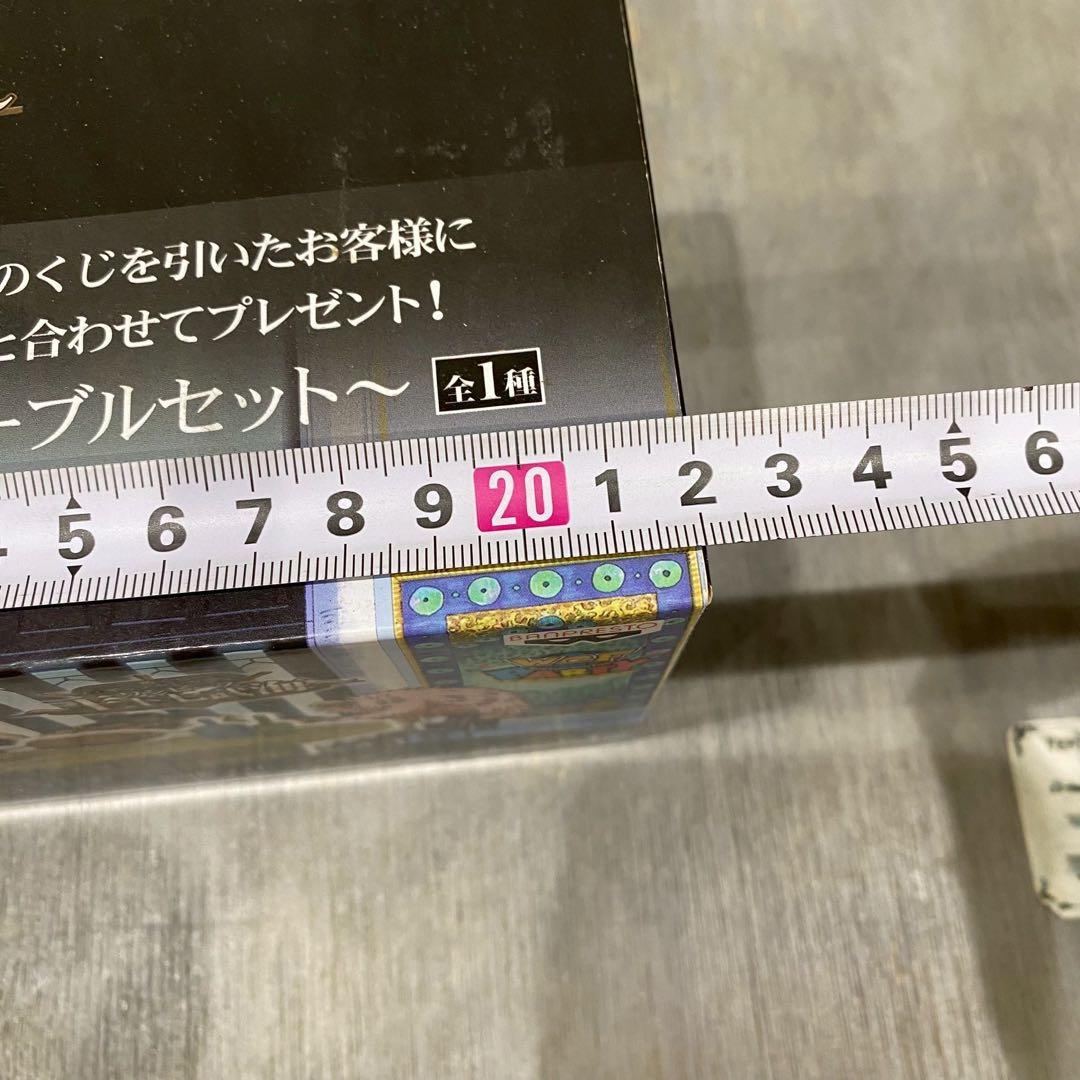 のくじを引いたお客様に
と合わせてプレゼント!
ーブルセット〜 全1種
5 6 7 8 9 20 1 2 3 4 5 6
BANPRESTO